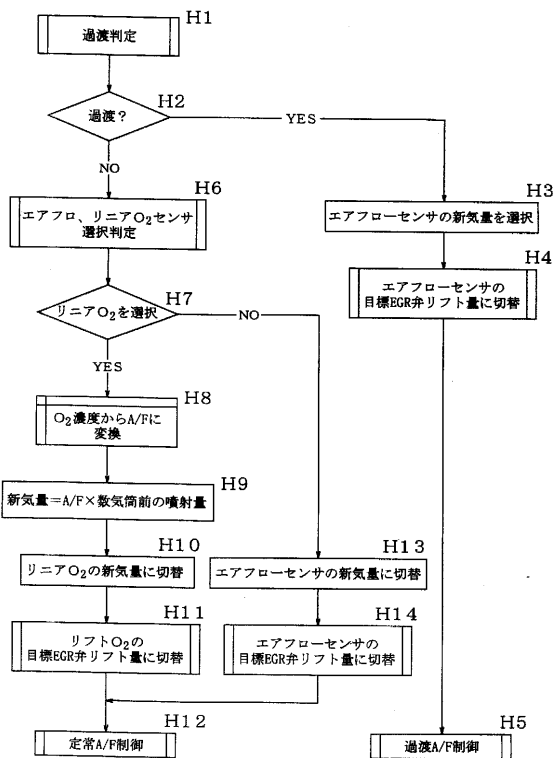 H1
過渡判定
H2
過渡?
YES
NO
H6
エアフロ、リニアO₂センサ
選択判定
H3
エアフローセンサの新気量を選択
H4
エアフローセンサの
目標EGR弁リフト量に切替
H7
リニアO₂を選択
NO
YES
H8
O₂濃度からA/Fに
変換
H9
新気量=A/F×数気筒前の噴射量
H10
リニアO₂の新気量に切替
H13
エアフローセンサの新気量に切替
H11
リフトO₂の
目標EGR弁リフト量に切替
H14
エアフローセンサの
目標EGR弁リフト量に切替
H12
定常A/F制御
H5
過渡A/F制御